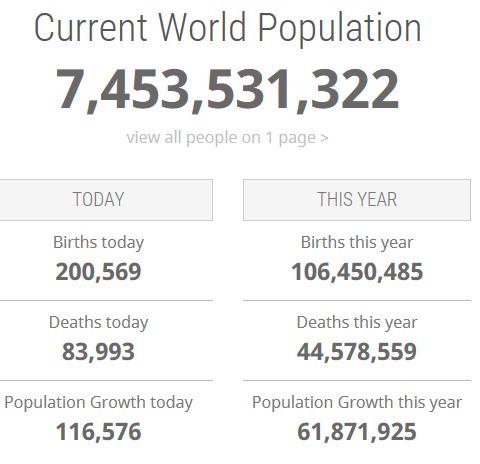 Current World Population
7,453,531,322
view all people on 1 page >
TODAY
Births today
200,569
Deaths today
83,993
Population Growth today
116,576
THIS YEAR
Births this year
106,450,485
Deaths this year
44,578,559
Population Growth this year
61,871,925